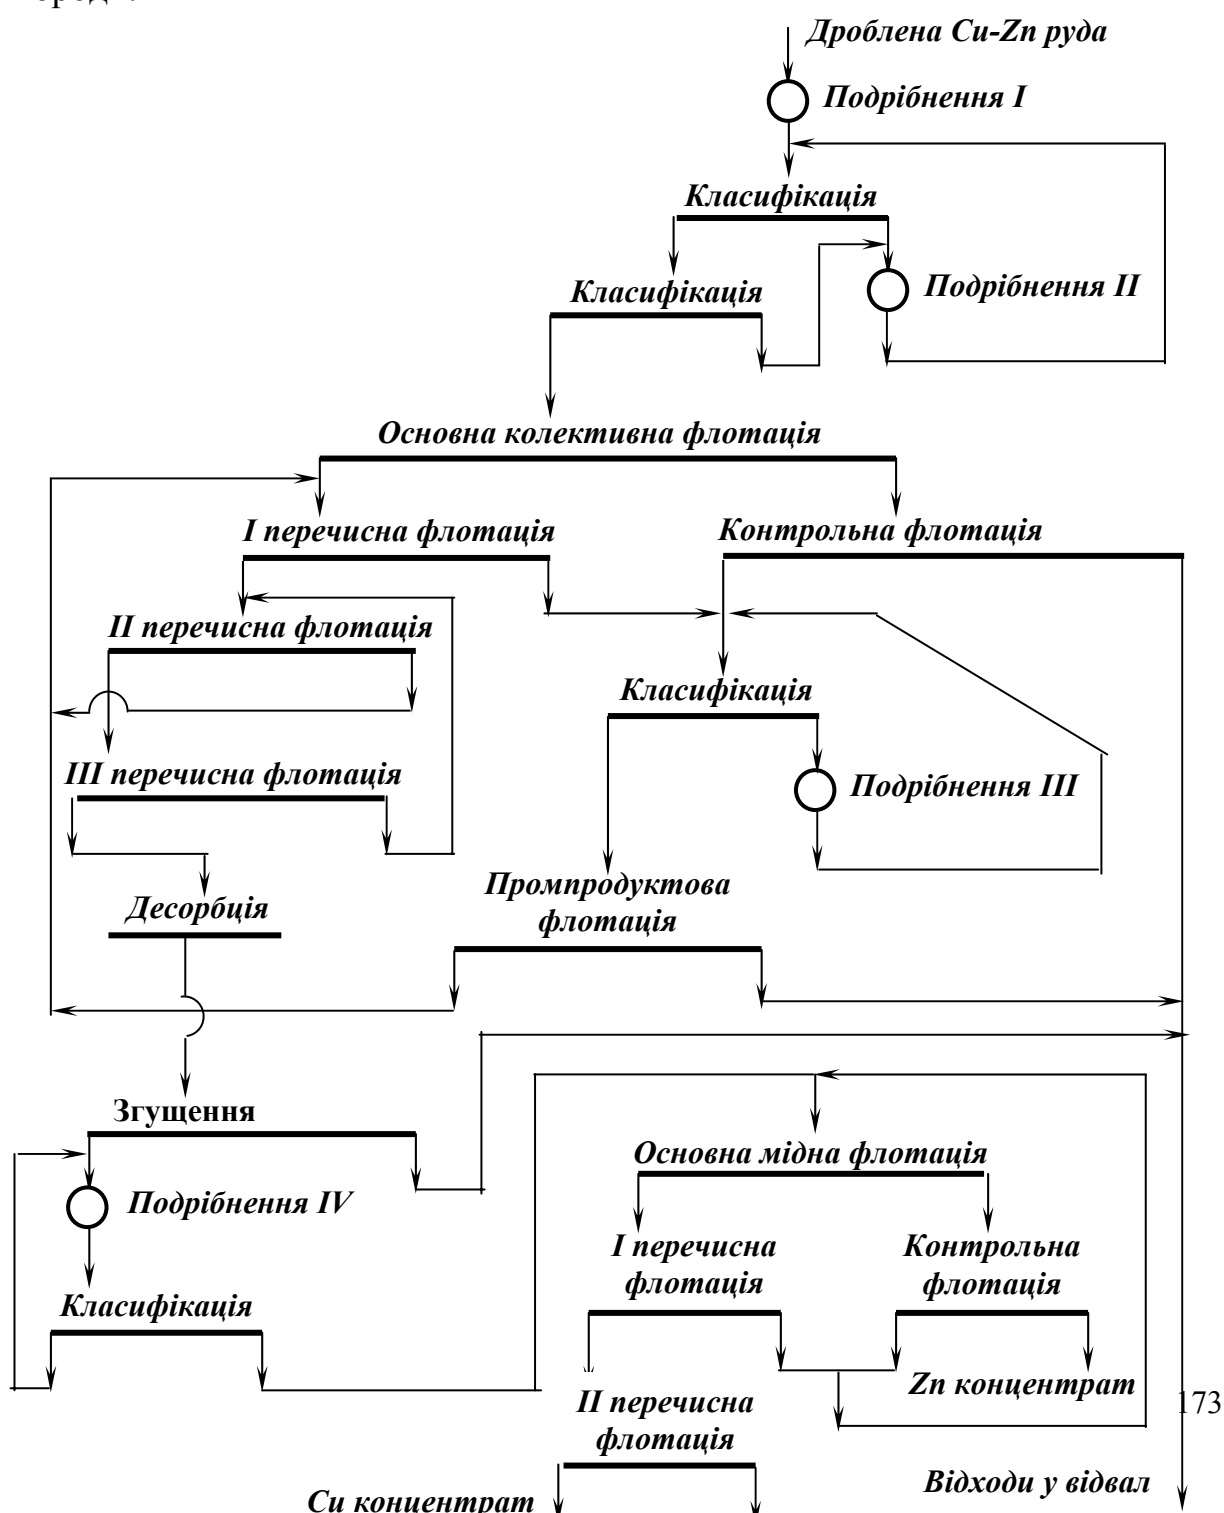 Дроблена Cu-Zn руда
Подрібнення I
Класифікація
Класифікація
Подрібнення II
Основна колективна флотація
I перечисна флотація
Контрольна флотація
II перечисна флотація
Класифікація
III перечисна флотація
Подрібнення III
Промпродуктова
флотація
Десорбція
Згущення
Основна мідна флотація
Подрібнення IV
I перечисна
флотація
Контрольна
флотація
Класифікація
Zn концентрат
II перечисна
флотація
173
Відходи у відвал
Cu концентрат